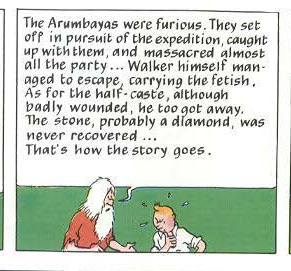 The Arumbayas were furious. They set
off in pursuit of the expedition, caught
up with them, and massacred almost
all the party... Walker himself man-
aged to escape, carrying the fetish.
As for the half-caste, although
badly wounded, he too got away.
The stone, probably a diamond, was
never recovered ...
That's how the story goes.